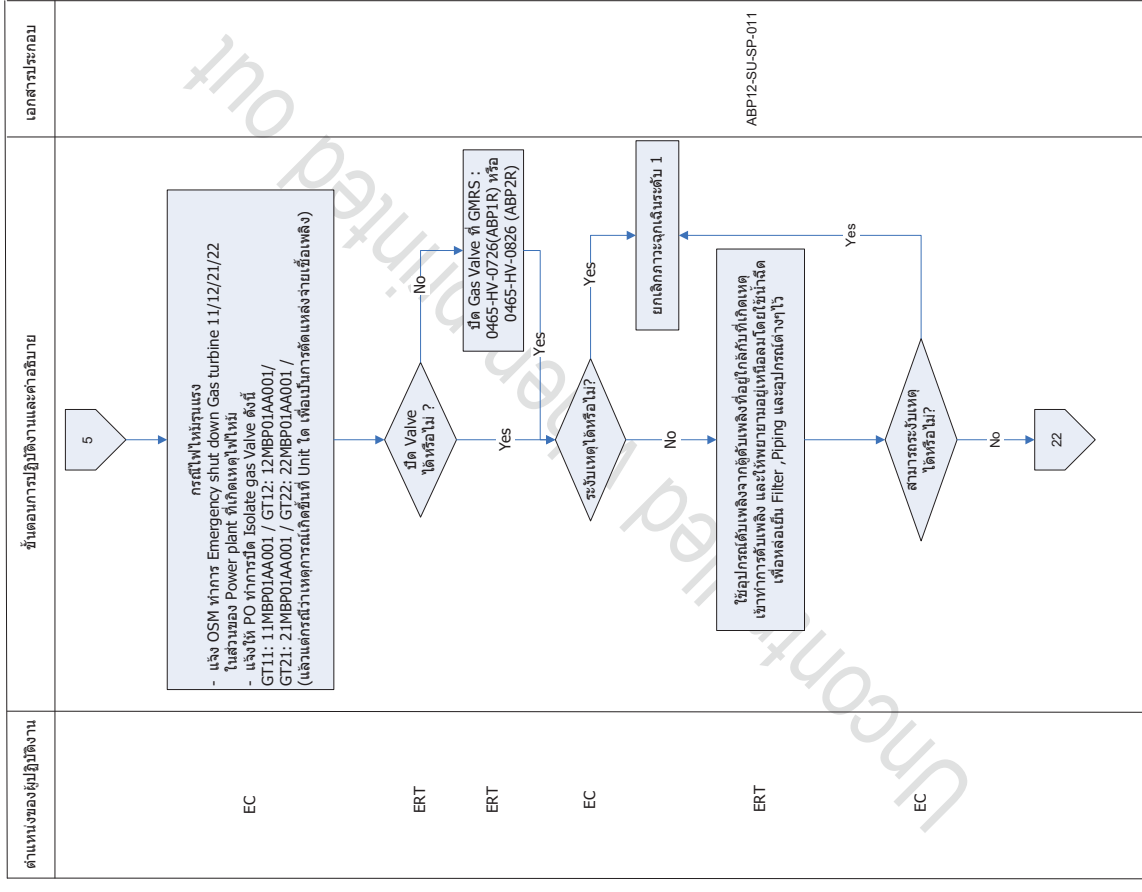 ตำแหน่งของผู้ปฏิบัติงาน
ขั้นตอนการปฏิบัติงานและคำอธิบาย
เอกสารประกอบ
5
EC
กรณีไฟไหม้รุนแรง
- แจ้ง OSM ทำการ Emergency shut down Gas turbine 11/12/21/22
ในส่วนของ Power plant ที่เกิดเหตุไฟไหม้
- แจ้งให้ PO ทำการปิด Isolate gas Valve ดังนี้
GT11: 11MBP01AA001/ GT12: 12MBP01AA001/
GT21: 21MBP01AA001 / GT22: 22MBP01AA001 /
(แล้วแต่กรณีว่าเหตุการณ์เกิดขึ้นที่ Unit ใด เพื่อเป็นการตัดแหล่งจ่ายเชื้อเพลิง)
ERT
ปิด Valve
ได้หรือไม่ ?
No
Yes
ERT
ปิด Gas Valve ที่ GMRS :
0465-HV-0726(ABP1R) หรือ
0465-HV-0826 (ABP2R)
Yes
EC
ระงับเหตุได้หรือไม่?
Yes
ยกเลิกภาวะฉุกเฉินระดับ 1
No
ERT
ใช้อุปกรณ์ดับเพลิงจากตู้ดับเพลิงที่อยู่ใกล้กับที่เกิดเหตุ
เข้าทำการดับเพลิง และให้พยายามอยู่เหนือลมโดยใช้น้ำฉีด
เพื่อหล่อเย็น Filter ,Piping และอุปกรณ์ต่างๆไว้
ABP12-SU-SP-011
Yes
EC
สามารถระงับเหตุ
ได้หรือไม่?
No
22
Uncontrolled when printed out